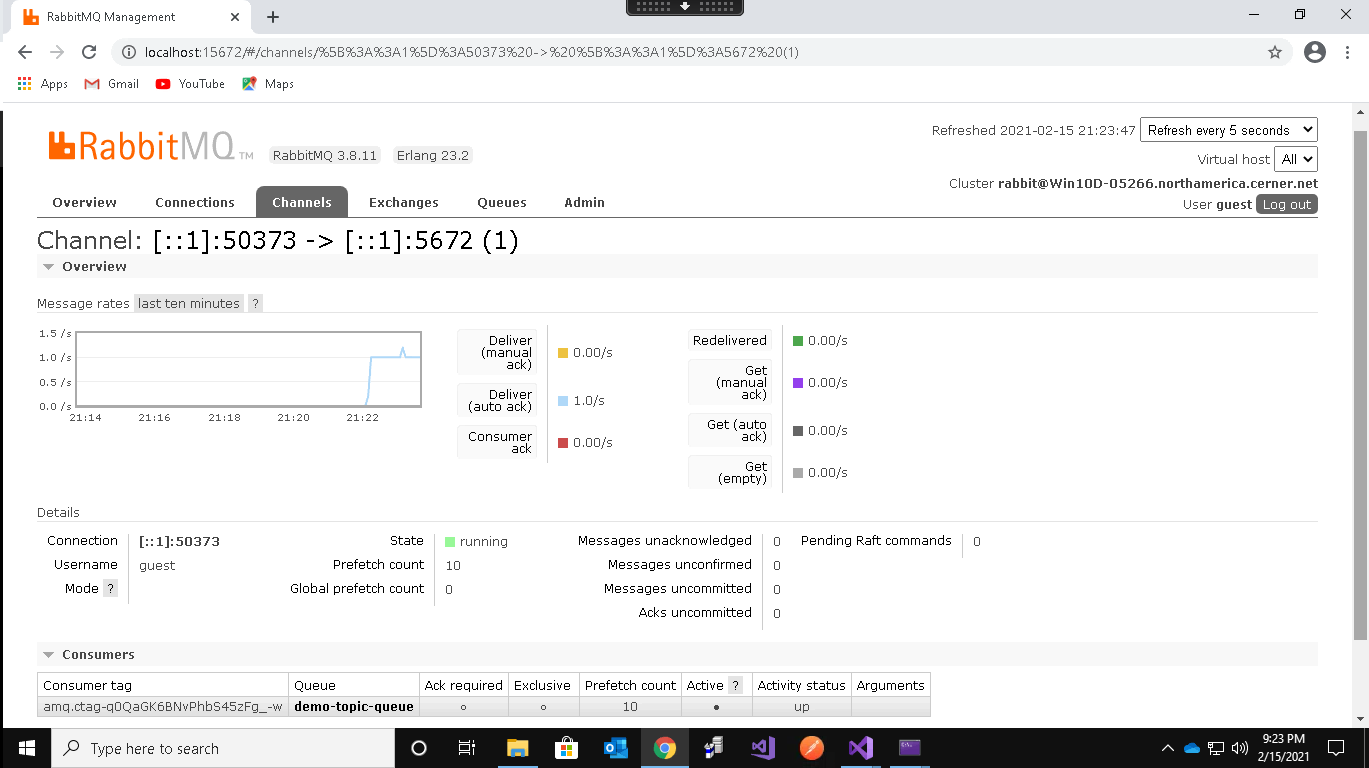 RabbitMQ Management
localhost:15672/#/channels/%5B%3A%3A1%5D%3A50373%20->%20%5B%3A%3A1%5D%3A5672%20(1)
Apps Gmail YouTube Maps
Refreshed 2021-02-15 21:23:47 Refresh every 5 seconds
RabbitMQ TM RabbitMQ 3.8.11 Erlang 23.2
Virtual host All
Cluster rabbit@Win10D-05266.northamerica.cerner.net
User guest Log out
Overview Connections Channels Exchanges Queues Admin
Channel: [::1]:50373 -> [::1]:5672 (1)
Overview
Message rates last ten minutes ?
1.5 /s
1.0 /s
0.5 /s
0.0 /s
21:14 21:16 21:18 21:20 21:22
Deliver
(manual
ack)
0.00/s
Deliver
(auto ack)
1.0/s
Consumer
ack
0.00/s
Redelivered
0.00/s
Get
(manual
ack)
0.00/s
Get (auto
ack)
0.00/s
Get
(empty)
0.00/s
Details
Connection [::1]:50373
Username guest
Mode ?
State running
Prefetch count 10
Global prefetch count 0
Messages unacknowledged 0
Messages unconfirmed 0
Messages uncommitted 0
Acks uncommitted 0
Pending Raft commands 0
Consumers
Consumer tag Queue Ack required Exclusive Prefetch count Active ? Activity status Arguments
amq.ctag-q0QaGK6BNvPhbS45zFg_-w demo-topic-queue ○ ○ 10 ● up
Type here to search
9:23 PM
2/15/2021